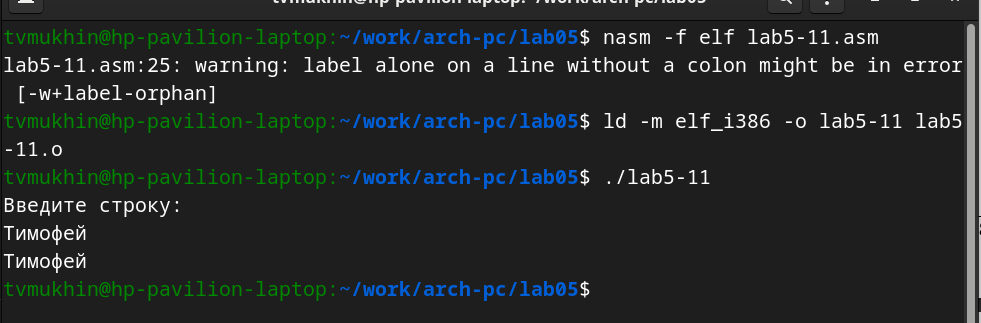 tvmukhin@hp-pavilion-laptop: ~/work/arch-pc/lab05
tvmukhin@hp-pavilion-laptop:~/work/arch-pc/lab05$ nasm -f elf lab5-11.asm
lab5-11.asm:25: warning: label alone on a line without a colon might be in error
[-w+label-orphan]
tvmukhin@hp-pavilion-laptop:~/work/arch-pc/lab05$ ld -m elf_i386 -o lab5-11 lab5
-11.o
tvmukhin@hp-pavilion-laptop:~/work/arch-pc/lab05$ ./lab5-11
Введите строку:
Тимофей
Тимофей
tvmukhin@hp-pavilion-laptop:~/work/arch-pc/lab05$